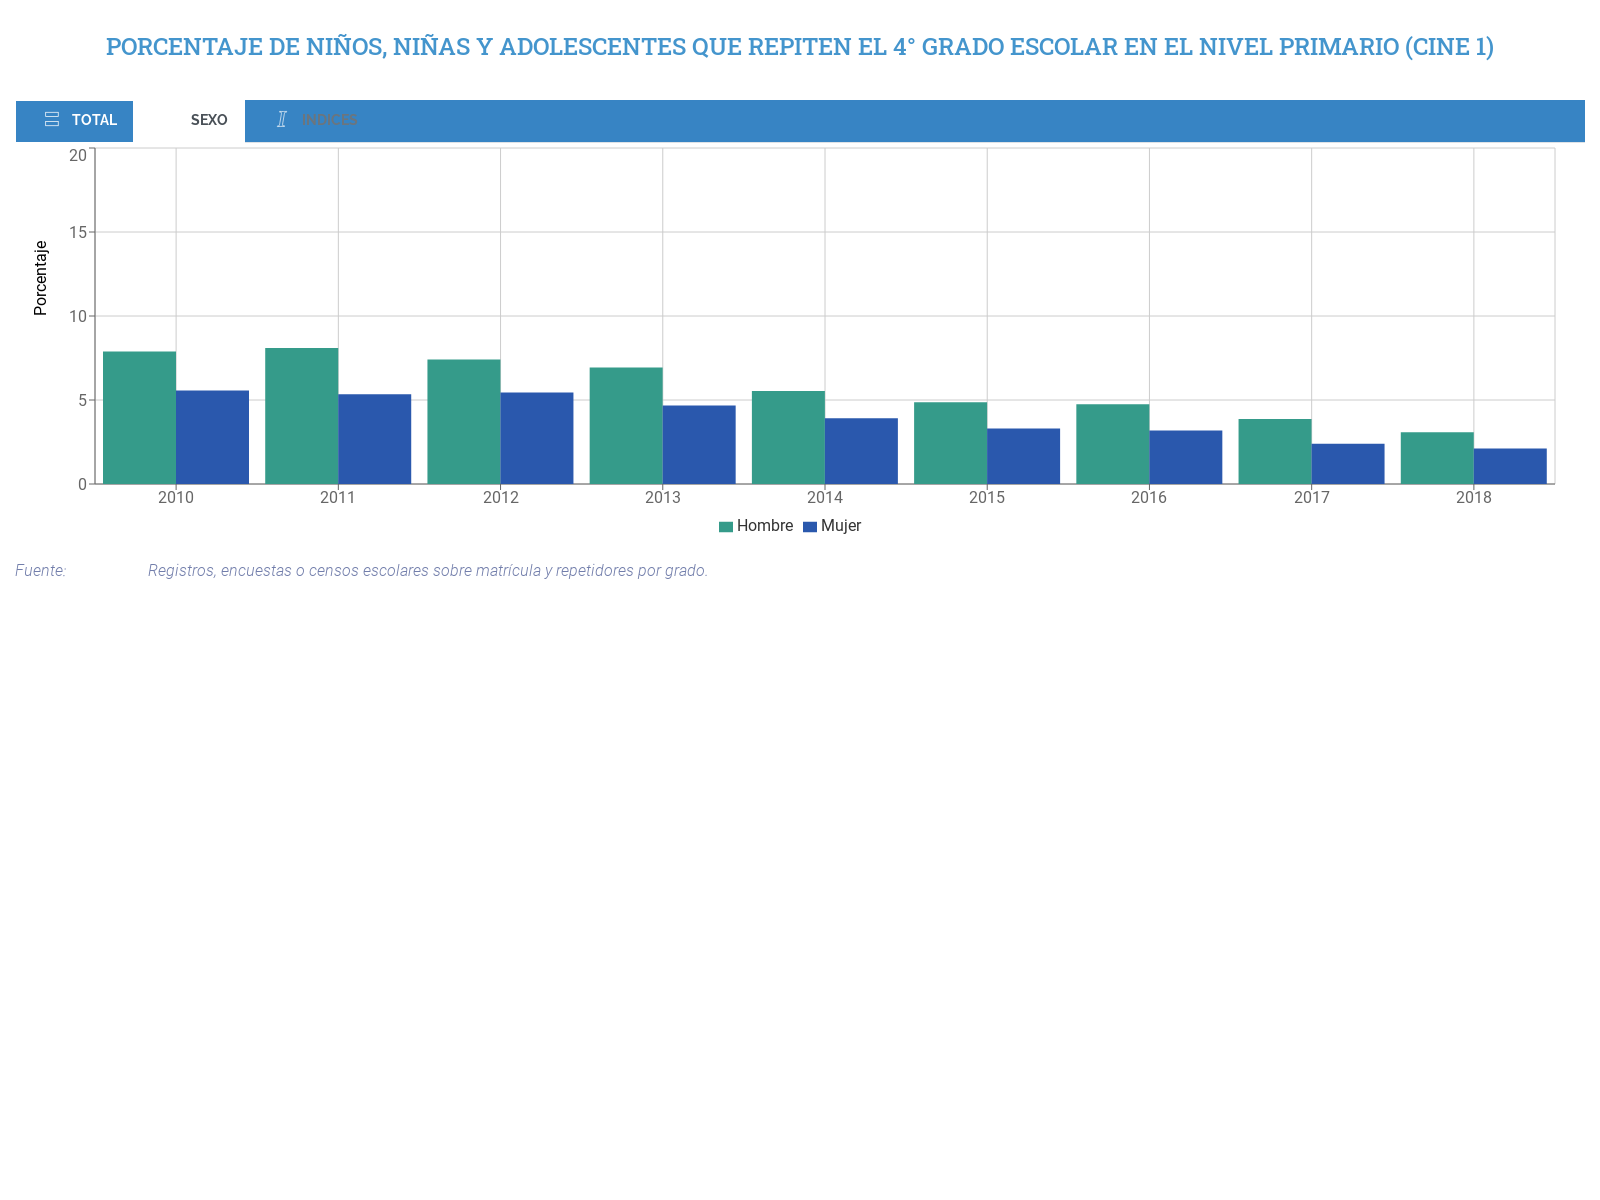 PORCENTAJE DE NIÑOS, NIÑAS Y ADOLESCENTES QUE REPITEN EL 4° GRADO ESCOLAR EN EL NIVEL PRIMARIO (CINE 1)
TOTAL SEXO INDICES
20
15
10
5
0
Porcentaje
2010 2011 2012 2013 2014 2015 2016 2017 2018
Hombre Mujer
Fuente: Registros, encuestas o censos escolares sobre matrícula y repetidores por grado.